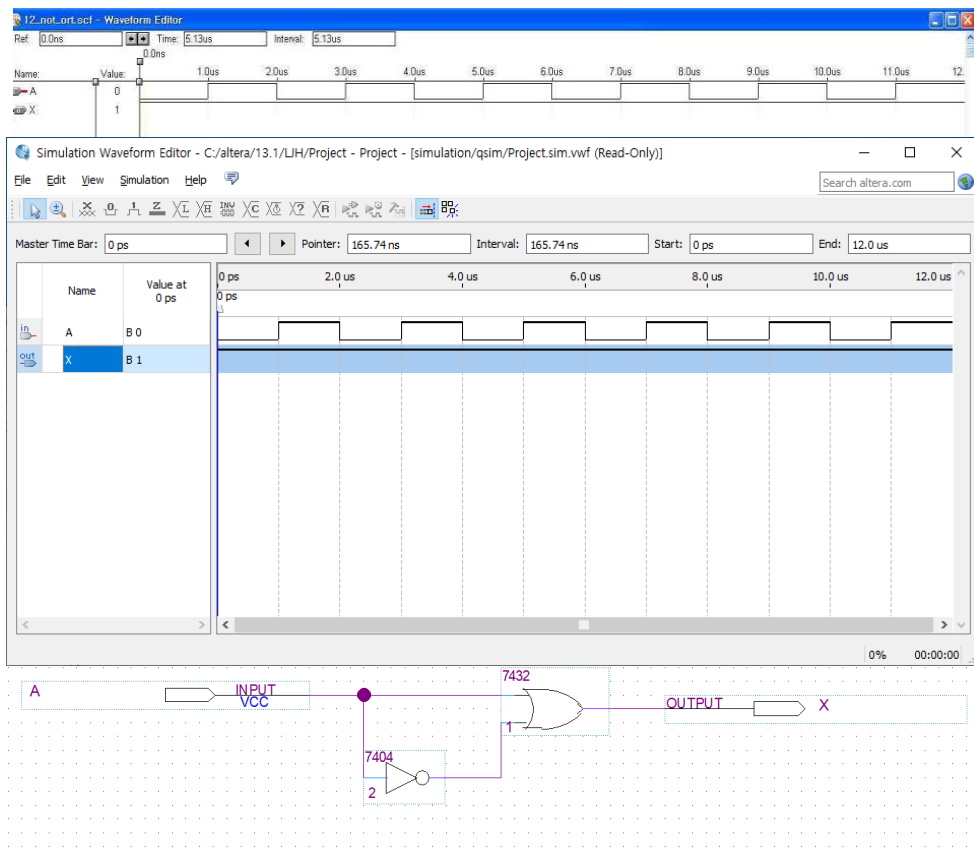 12_not_ort.scf - Waveform Editor
Ref: 0.0ns Time: 5.13us Interval: 5.13us
0.0ns
Name: Value: 1.0us 2.0us 3.0us 4.0us 5.0us 6.0us 7.0us 8.0us 9.0us 10.0us 11.0us 12.
A 0
X 1
Simulation Waveform Editor - C:/altera/13.1/LJH/Project - Project - [simulation/qsim/Project.sim.vwf (Read-Only)]
File Edit View Simulation Help
Search altera.com
Master Time Bar: 0 ps Pointer: 165.74 ns Interval: 165.74 ns Start: 0 ps End: 12.0 us
Name Value at 0 ps
0 ps 2.0 us 4.0 us 6.0 us 8.0 us 10.0 us 12.0 us
0 ps
in A B 0
out X B 1
0% 00:00:00
7432
A INPUT
VCC
OUTPUT X
1
7404
2